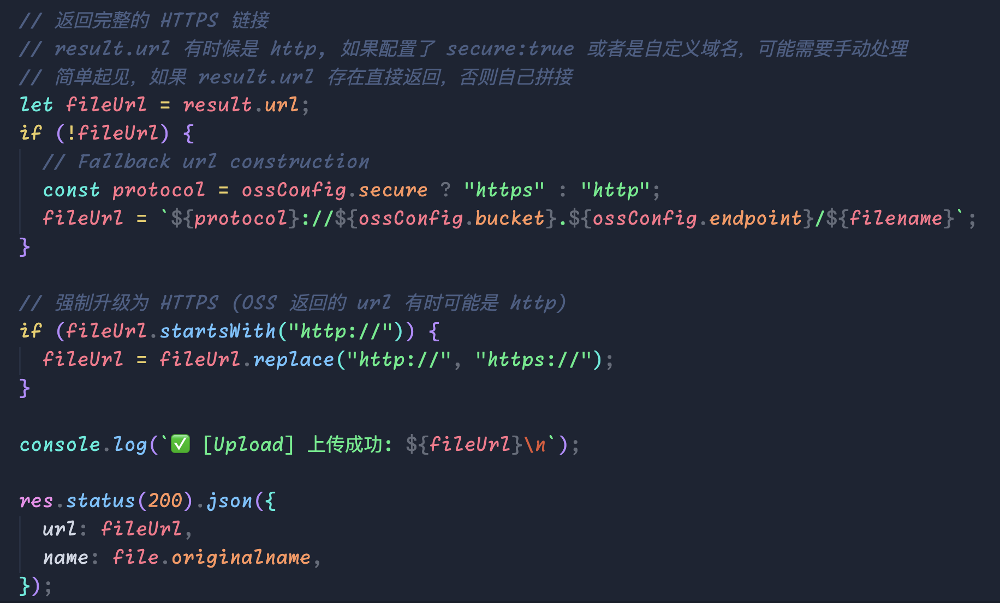 // 返回完整的 HTTPS 链接
// result.url 有时候是 http, 如果配置了 secure:true 或者是自定义域名, 可能需要手动处理
// 简单起见, 如果 result.url 存在直接返回, 否则自己拼接
let fileUrl = result.url;
if (!fileUrl) {
  // Fallback url construction
  const protocol = ossConfig.secure ? "https" : "http";
  fileUrl = `${protocol}://${ossConfig.bucket}.${ossConfig.endpoint}/${filename}`;
}

// 强制升级为 HTTPS (OSS 返回的 url 有时可能是 http)
if (fileUrl.startsWith("http://")) {
  fileUrl = fileUrl.replace("http://", "https://");
}

console.log(`✅ [Upload] 上传成功: ${fileUrl}\n`);

res.status(200).json({
  url: fileUrl,
  name: file.originalname,
});